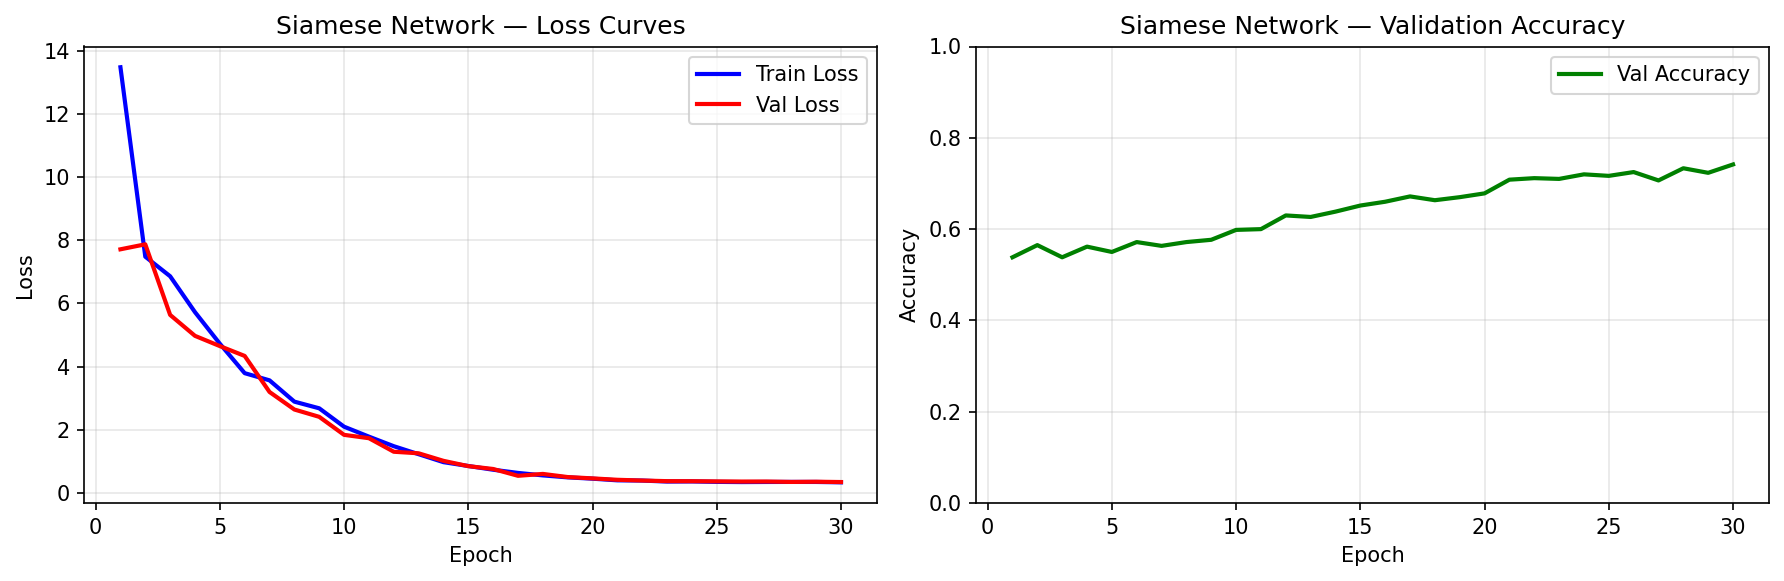 Siamese Network — Loss Curves
14
12
10
8
6
4
2
0
Loss
Train Loss
Val Loss
0 5 10 15 20 25 30
Epoch
Siamese Network — Validation Accuracy
1.0
0.8
0.6
0.4
0.2
0.0
Accuracy
Val Accuracy
0 5 10 15 20 25 30
Epoch